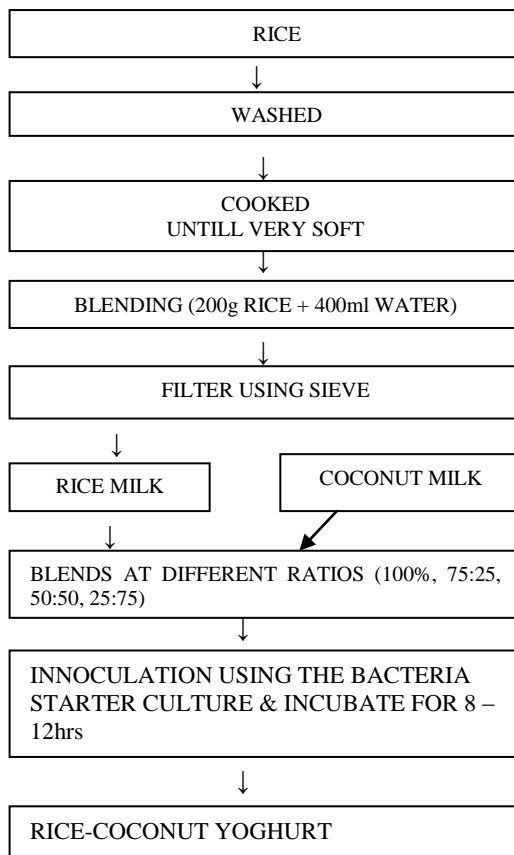 RICE
WASHED
COOKED
UNTILL VERY SOFT
BLENDING (200g RICE + 400ml WATER)
FILTER USING SIEVE
RICE MILK
COCONUT MILK
BLENDS AT DIFFERENT RATIOS (100%, 75:25,
50:50, 25:75)
INNOCULATION USING THE BACTERIA
STARTER CULTURE & INCUBATE FOR 8 –
12hrs
RICE-COCONUT YOGHURT